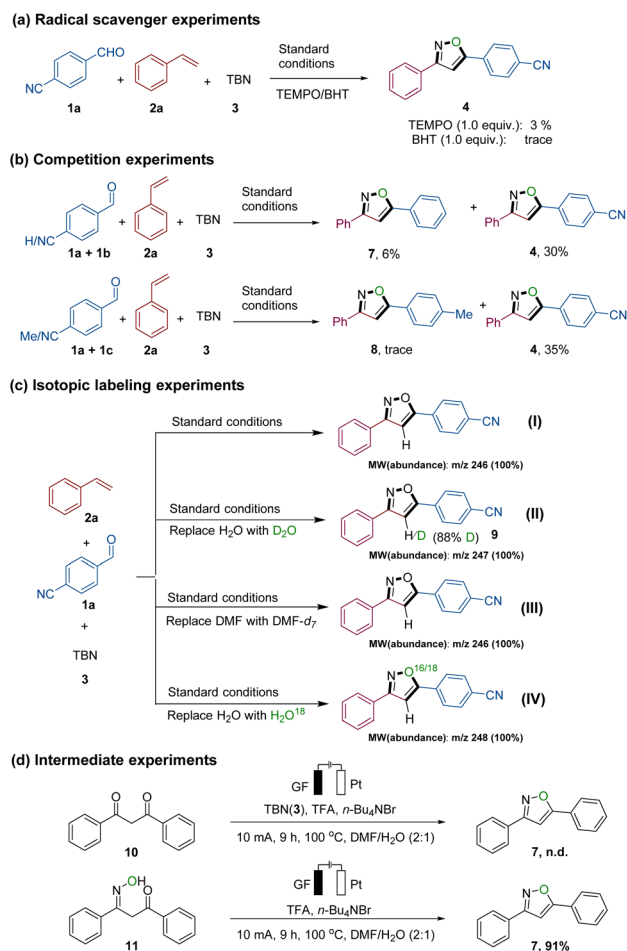 (a) Radical scavenger experiments
CHO
NC
1a
+
2a
+
TBN
3
Standard
conditions
TEMPO/BHT
N O
CN
4
TEMPO (1.0 equiv.): 3 %
BHT (1.0 equiv.): trace
(b) Competition experiments
O
H/NC
1a + 1b
+
2a
+
TBN
3
Standard
conditions
N O
Ph
7, 6%
+
N O
Ph
CN
4, 30%
O
Me/NC
1a + 1c
+
2a
+
TBN
3
Standard
conditions
N O
Ph
Me
8, trace
+
N O
Ph
CN
4, 35%
(c) Isotopic labeling experiments
2a
+
O
NC
1a
+
TBN
3
Standard conditions
N O
CN
H
(I)
MW(abundance): m/z 246 (100%)
Standard conditions
Replace H2O with D2O
N O
CN
H/D (88% D) 9
(II)
MW(abundance): m/z 247 (100%)
Standard conditions
Replace DMF with DMF-d7
N O
CN
H
(III)
MW(abundance): m/z 246 (100%)
Standard conditions
Replace H2O with H2O18
N O16/18
CN
H
(IV)
MW(abundance): m/z 248 (100%)
(d) Intermediate experiments
O O
10
GF Pt
TBN(3), TFA, n-Bu4NBr
10 mA, 9 h, 100 °C, DMF/H2O (2:1)
N O
7, n.d.
OH
N O
11
GF Pt
TFA, n-Bu4NBr
10 mA, 9 h, 100 °C, DMF/H2O (2:1)
N O
7, 91%